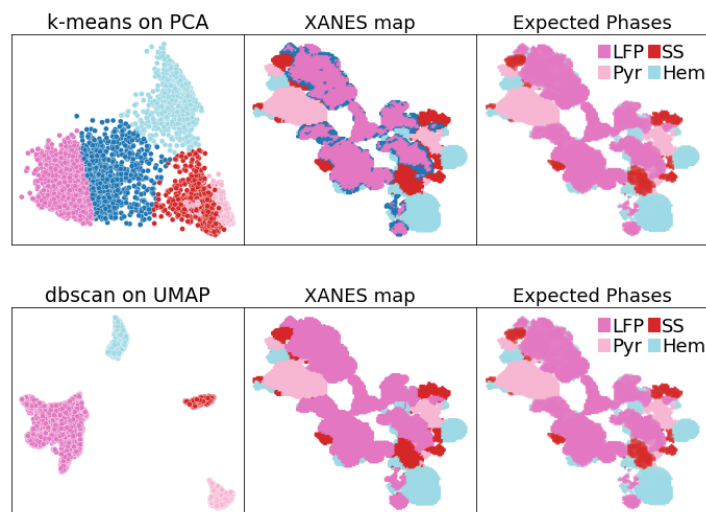 k-means on PCA
XANES map
Expected Phases
LFP SS
Pyr Hem
dbscan on UMAP
XANES map
Expected Phases
LFP SS
Pyr Hem